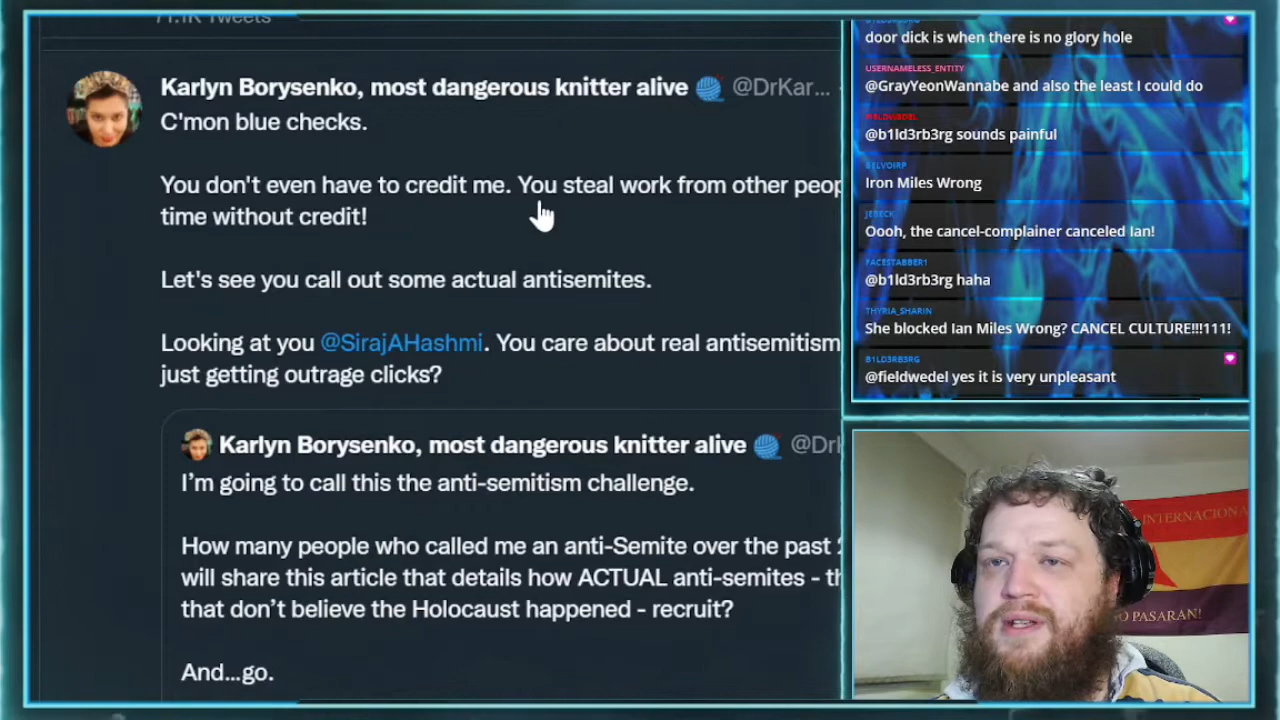 71.1K Tweets
Karlyn Borysenko, most dangerous knitter alive @DrKar...
C'mon blue checks.
You don't even have to credit me. You steal work from other peop
time without credit!
Let's see you call out some actual antisemites.
Looking at you @SirajAHashmi. You care about real antisemitism
just getting outrage clicks?
Karlyn Borysenko, most dangerous knitter alive @Dr
I'm going to call this the anti-semitism challenge.
How many people who called me an anti-Semite over the past 2
will share this article that details how ACTUAL anti-semites - th
that don't believe the Holocaust happened - recruit?
And...go.
door dick is when there is no glory hole
USERNAMELESS_ENTITY
@GrayYeonWannabe and also the least I could do
@b1ld3rb3rg sounds painful
BELVOIRP
Iron Miles Wrong
JEBECK
Oooh, the cancel-complainer canceled Ian!
FACESTABBER1
@b1ld3rb3rg haha
THYRIA_SHARIN
She blocked Ian Miles Wrong? CANCEL CULTURE!!!111!
B1LD3RB3RG
@fieldwedel yes it is very unpleasant
INTERNACIONA
NO PASARAN!